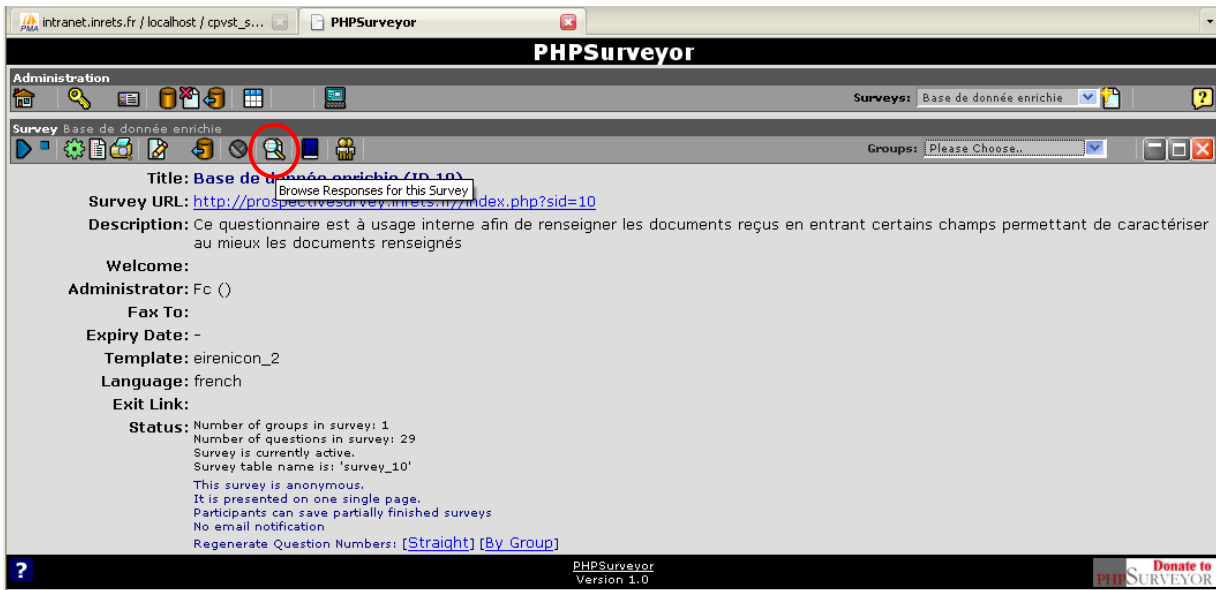 intranet.inrets.fr / localhost / cpvst_s... PHPSurveyor
PMA
PHPSurveyor
Administration
Surveys: Base de donnée enrichie
?
Survey Base de donnée enrichie
Groups: Please Choose..
Title: Base de donnée enrichie (ID 10)
Browse Responses for this Survey
Survey URL: http://prospectivesurvey.inrets.fr//index.php?sid=10
Description: Ce questionnaire est à usage interne afin de renseigner les documents reçus en entrant certains champs permettant de caractériser
au mieux les documents renseignés
Welcome:
Administrator: Fc ()
Fax To:
Expiry Date: -
Template: eirenicon_2
Language: french
Exit Link:
Status: Number of groups in survey: 1
Number of questions in survey: 29
Survey is currently active.
Survey table name is: 'survey_10'
This survey is anonymous.
It is presented on one single page.
Participants can save partially finished surveys
No email notification
Regenerate Question Numbers: [Straight] [By Group]
?
PHPSurveyor
Version 1.0
Donate to
PHPSURVEYOR